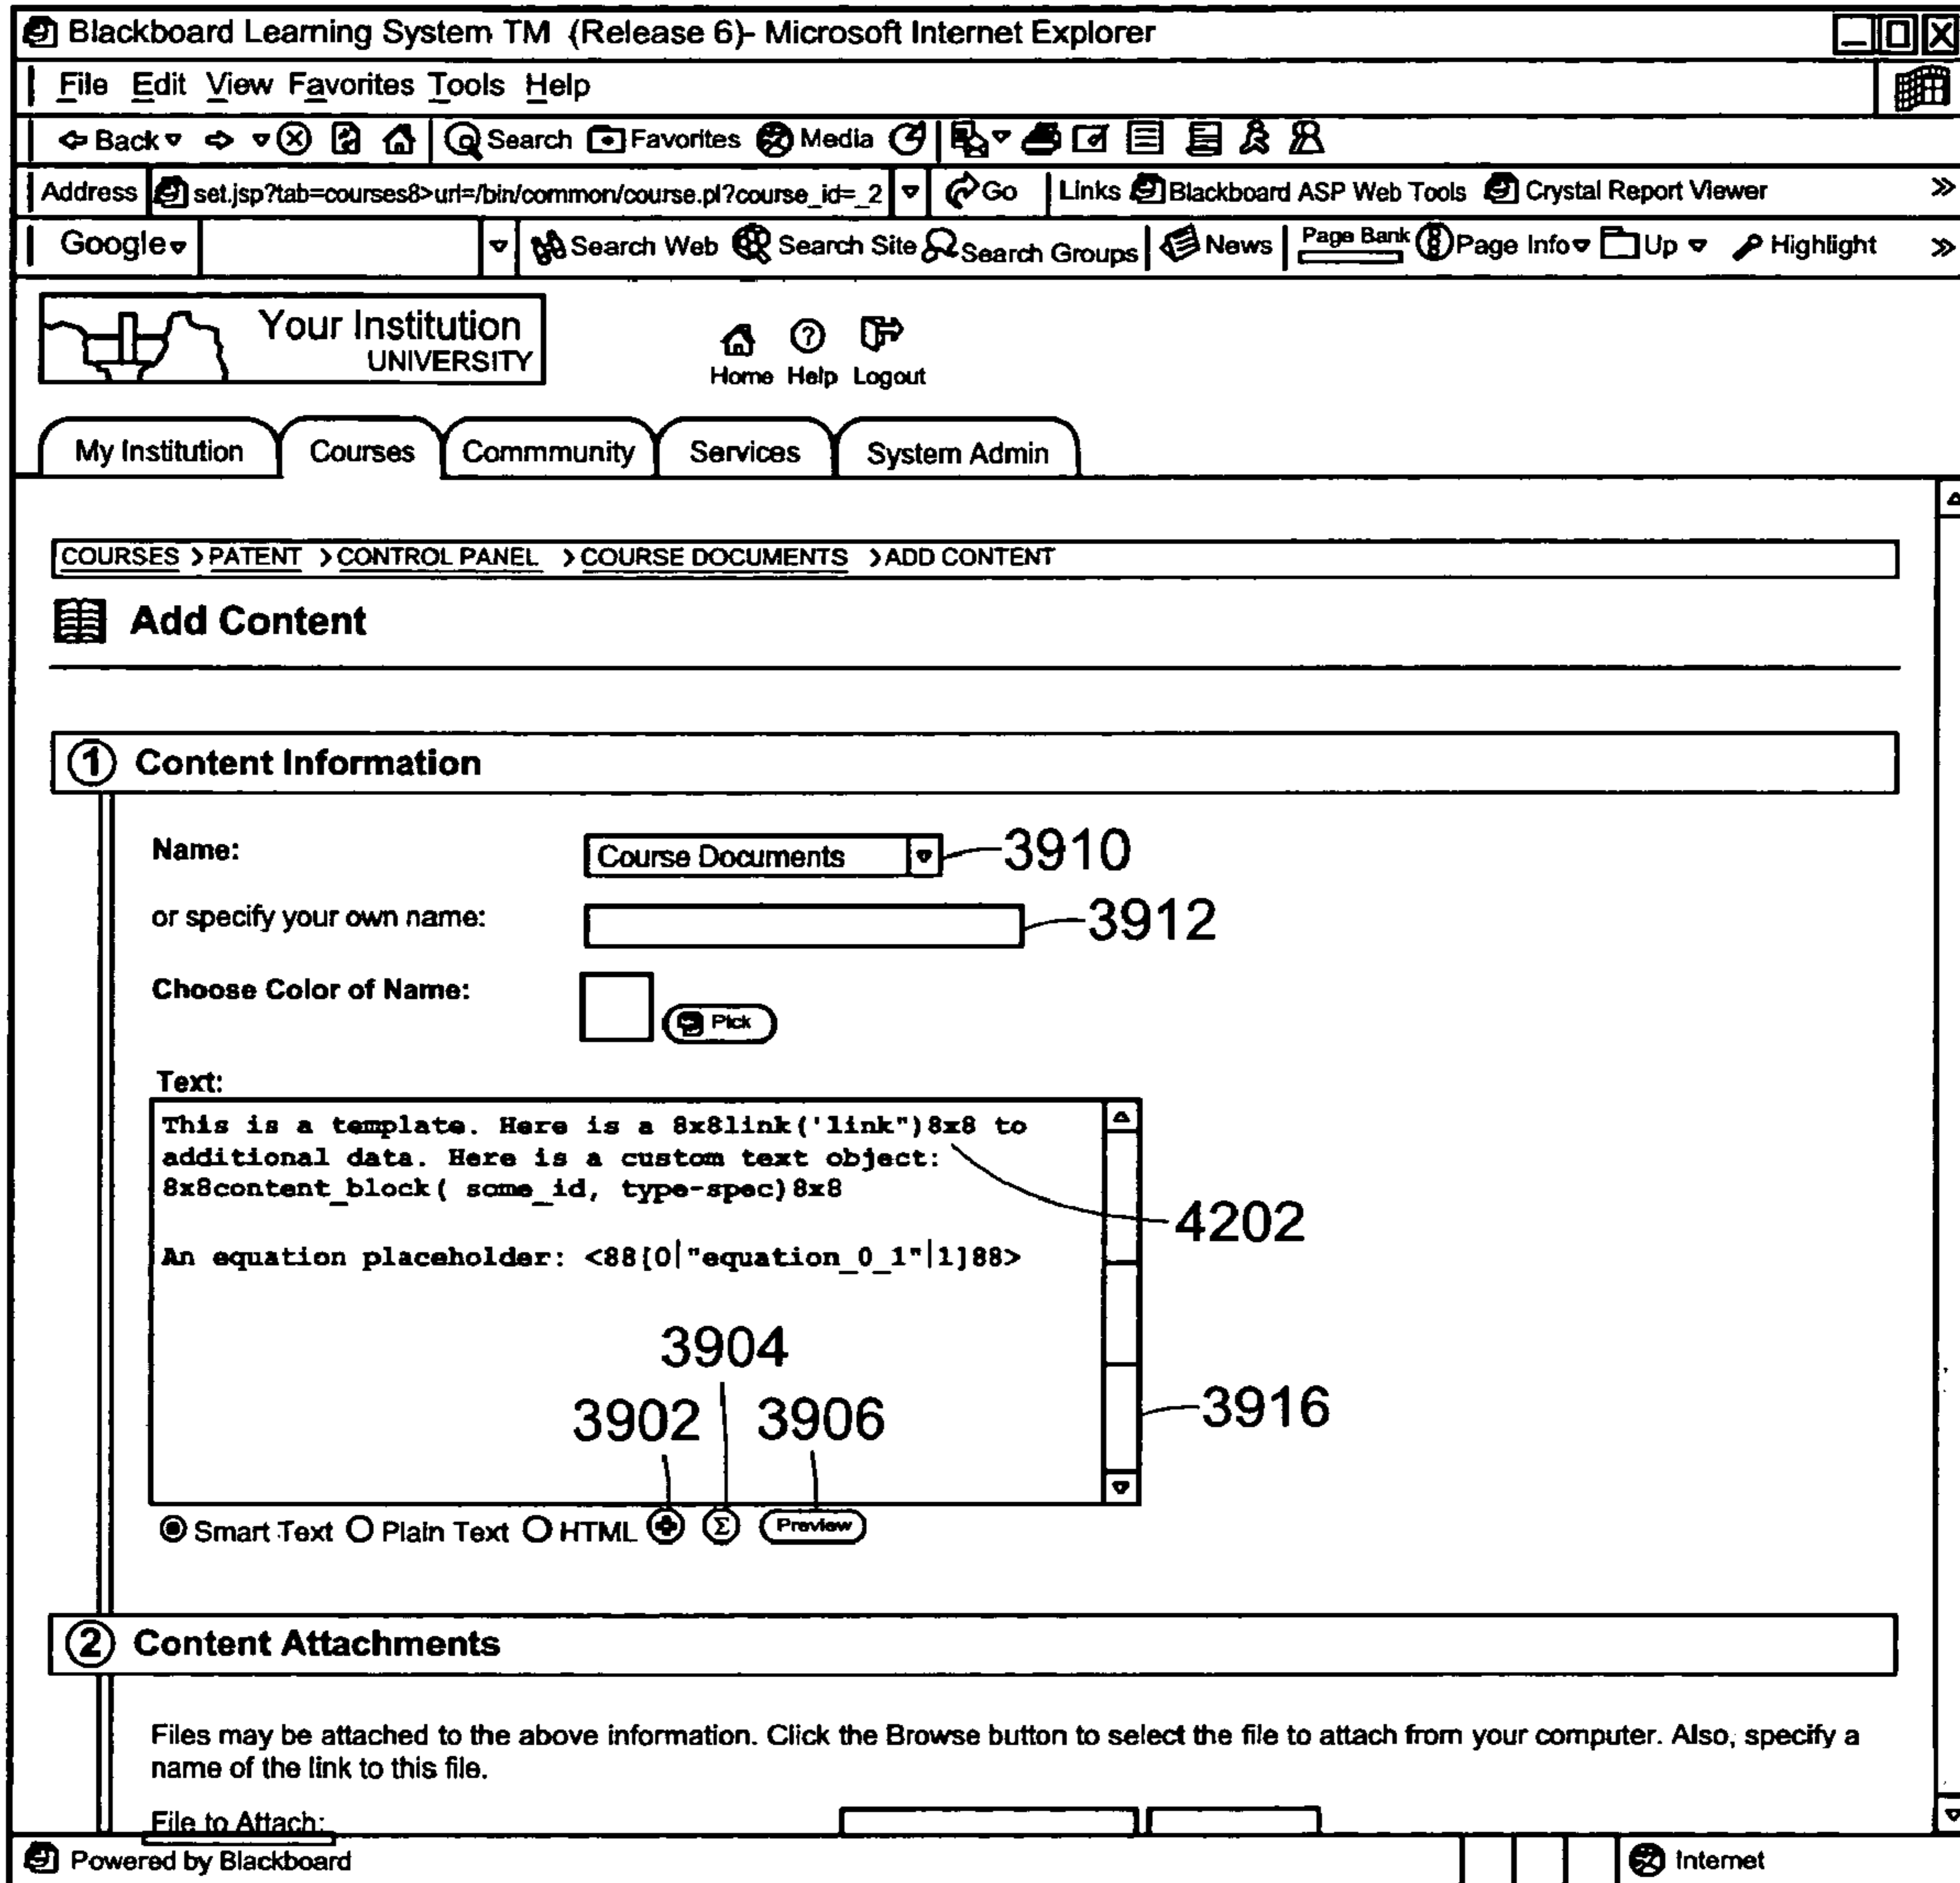 Blackboard Learning System TM (Release 6)- Microsoft Internet Explorer
File Edit View Favorites Tools Help
Back Search Favorites Media
Address set.jsp?tab=courses8>url=/bin/common/course.pl?course_id=_2 Go Links Blackboard ASP Web Tools Crystal Report Viewer »
Google Search Web Search Site Search Groups News Page Bank Page Info Up Highlight »
Your Institution
UNIVERSITY
Home Help Logout
My Institution Courses Commmunity Services System Admin
COURSES > PATENT > CONTROL PANEL > COURSE DOCUMENTS > ADD CONTENT
Add Content
1 Content Information
Name: Course Documents 3910
or specify your own name: 3912
Choose Color of Name: Pick
Text:
This is a template. Here is a 8x8link('link")8x8 to
additional data. Here is a custom text object:
8x8content_block( some_id, type-spec)8x8
4202
An equation placeholder: <88[0|"equation_0_1"|1]88>
3904
3902 3906 3916
Smart Text Plain Text HTML Σ Preview
2 Content Attachments
Files may be attached to the above information. Click the Browse button to select the file to attach from your computer. Also, specify a
name of the link to this file.
File to Attach:
Powered by Blackboard Internet